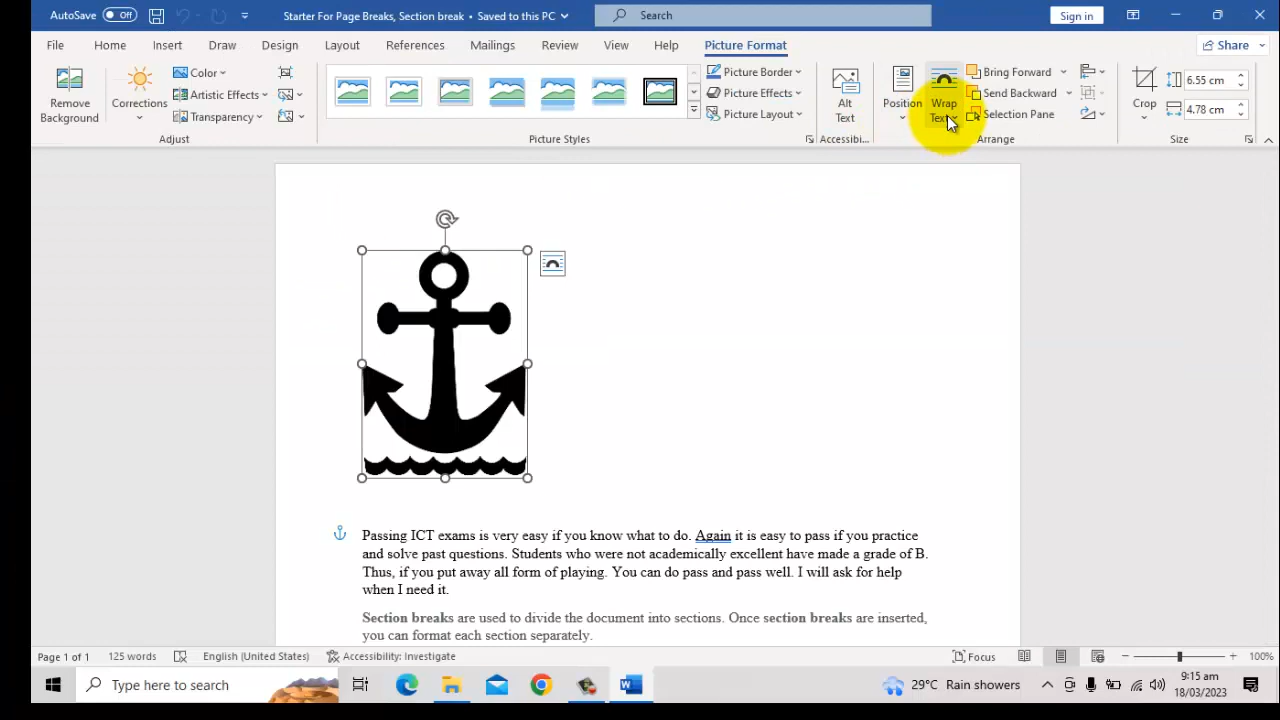 AutoSave Off Starter For Page Breaks, Section break • Saved to this PC Search Sign in
File Home Insert Draw Design Layout References Mailings Review View Help Picture Format Share
Remove Background
Corrections
Color
Artistic Effects
Transparency
Adjust
Picture Styles
Picture Border
Picture Effects
Picture Layout
Alt Text
Accessibi...
Position
Wrap Text
Bring Forward
Send Backward
Selection Pane
Arrange
Crop
6.55 cm
4.78 cm
Size
Passing ICT exams is very easy if you know what to do. Again it is easy to pass if you practice
and solve past questions. Students who were not academically excellent have made a grade of B.
Thus, if you put away all form of playing. You can do pass and pass well. I will ask for help
when I need it.
Section breaks are used to divide the document into sections. Once section breaks are inserted,
you can format each section separately.
Page 1 of 1 125 words English (United States) Accessibility: Investigate Focus 100%
Type here to search 29°C Rain showers 9:15 am
18/03/2023